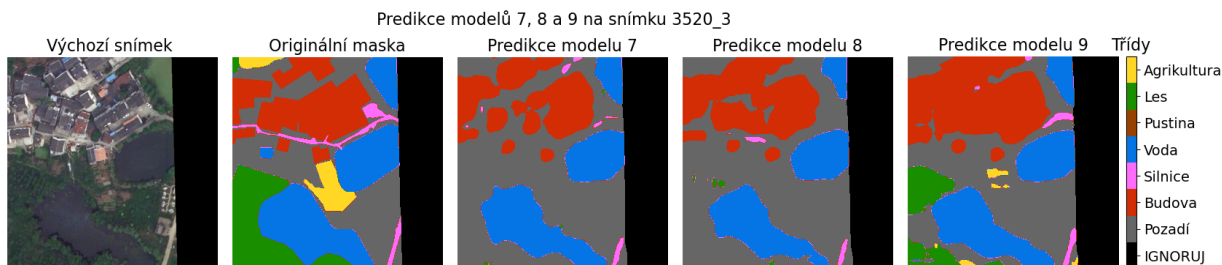 Predikce modelů 7, 8 a 9 na snímku 3520_3
Výchozí snímek
Originální maska
Predikce modelu 7
Predikce modelu 8
Predikce modelu 9
Třídy
Agrikultura
Les
Pustina
Voda
Silnice
Budova
Pozadí
IGNORUJ